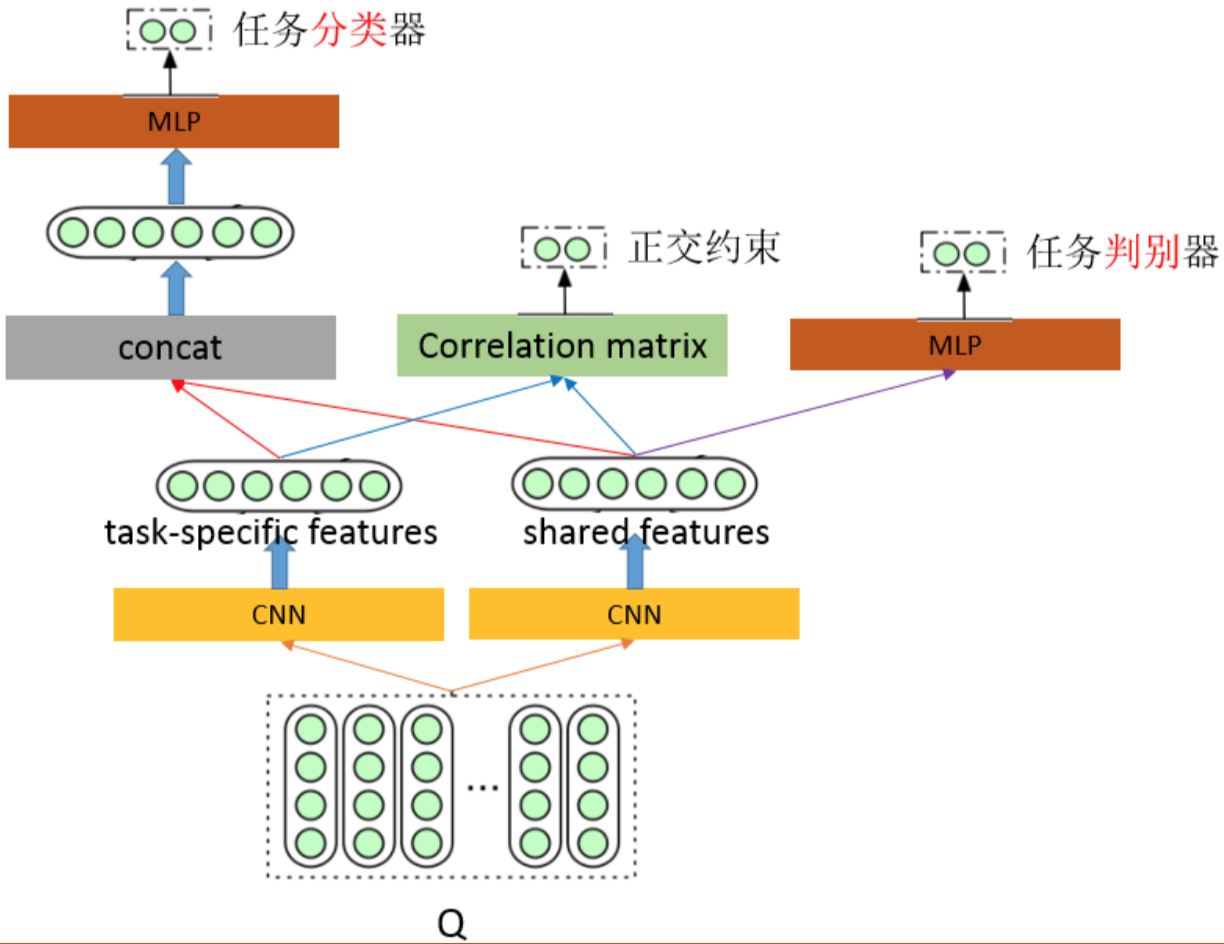 任务分类器
MLP
正交约束
任务判别器
concat
Correlation matrix
MLP
task-specific features
shared features
CNN
CNN
...
Q